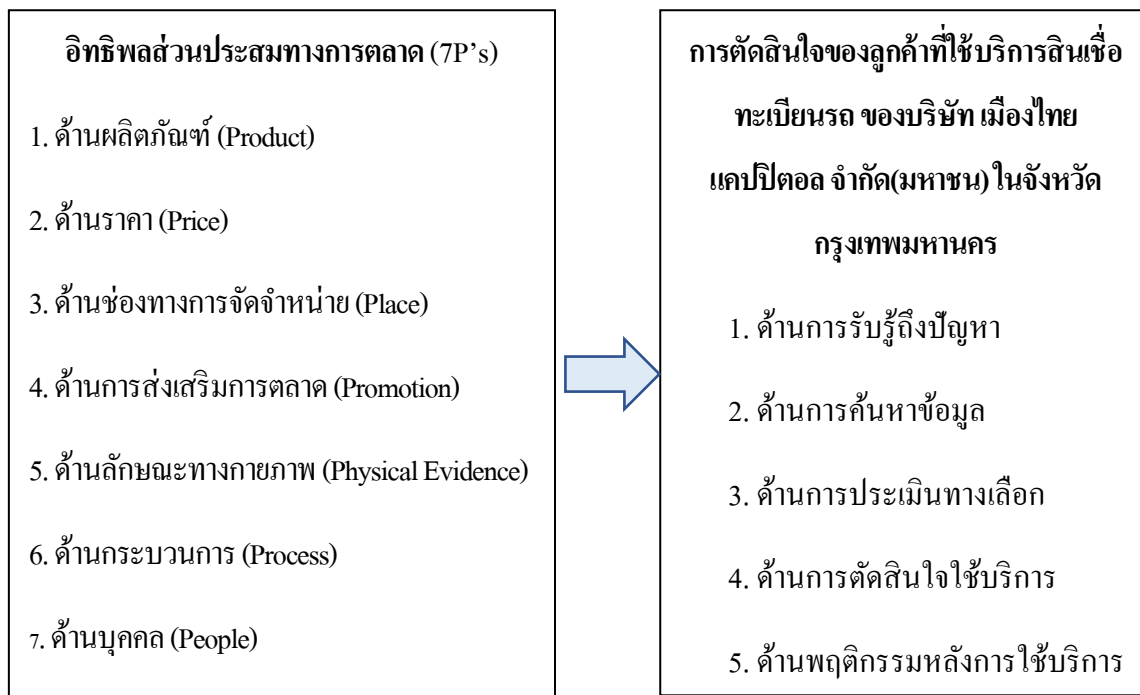 อิทธิพลส่วนประสมทางการตลาด (7P’s)
1. ด้านผลิตภัณฑ์ (Product)
2. ด้านราคา (Price)
3. ด้านช่องทางการจัดจำหน่าย (Place)
4. ด้านการส่งเสริมการตลาด (Promotion)
5. ด้านลักษณะทางกายภาพ (Physical Evidence)
6. ด้านกระบวนการ (Process)
7. ด้านบุคคล (People)
การตัดสินใจของลูกค้าที่ใช้บริการสินเชื่อ
ทะเบียนรถ ของบริษัท เมืองไทย
แคปปิตอล จำกัด(มหาชน) ในจังหวัด
กรุงเทพมหานคร
1. ด้านการรับรู้ถึงปัญหา
2. ด้านการค้นหาข้อมูล
3. ด้านการประเมินทางเลือก
4. ด้านการตัดสินใจใช้บริการ
5. ด้านพฤติกรรมหลังการใช้บริการ